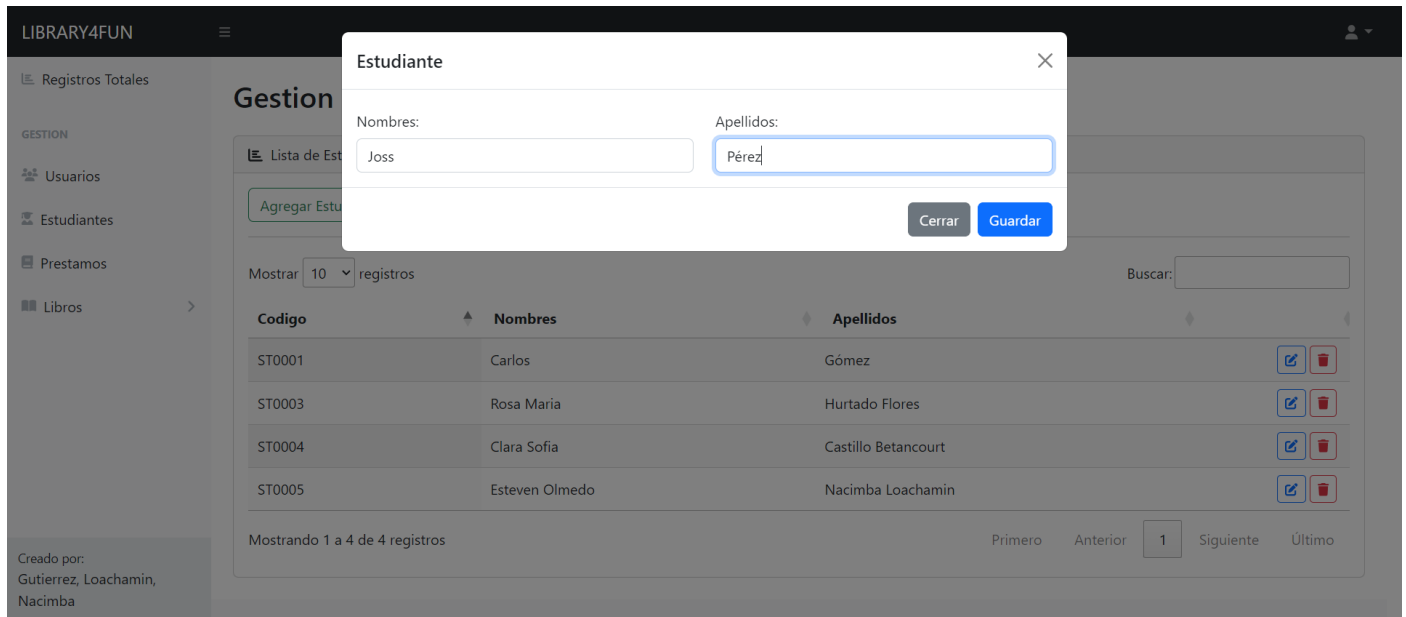 LIBRARY4FUN
Registros Totales
GESTION
Usuarios
Estudiantes
Prestamos
Libros
Creado por:
Gutierrez, Loachamin,
Nacimba
Estudiante
Nombres:
Apellidos:
Joss
Pérez
Cerrar
Guardar
Gestion
Lista de Est
Agregar Estu
Mostrar 10 registros
Buscar:
Codigo Nombres Apellidos
ST0001 Carlos Gómez
ST0003 Rosa Maria Hurtado Flores
ST0004 Clara Sofia Castillo Betancourt
ST0005 Esteven Olmedo Nacimba Loachamin
Mostrando 1 a 4 de 4 registros
Primero Anterior 1 Siguiente Último